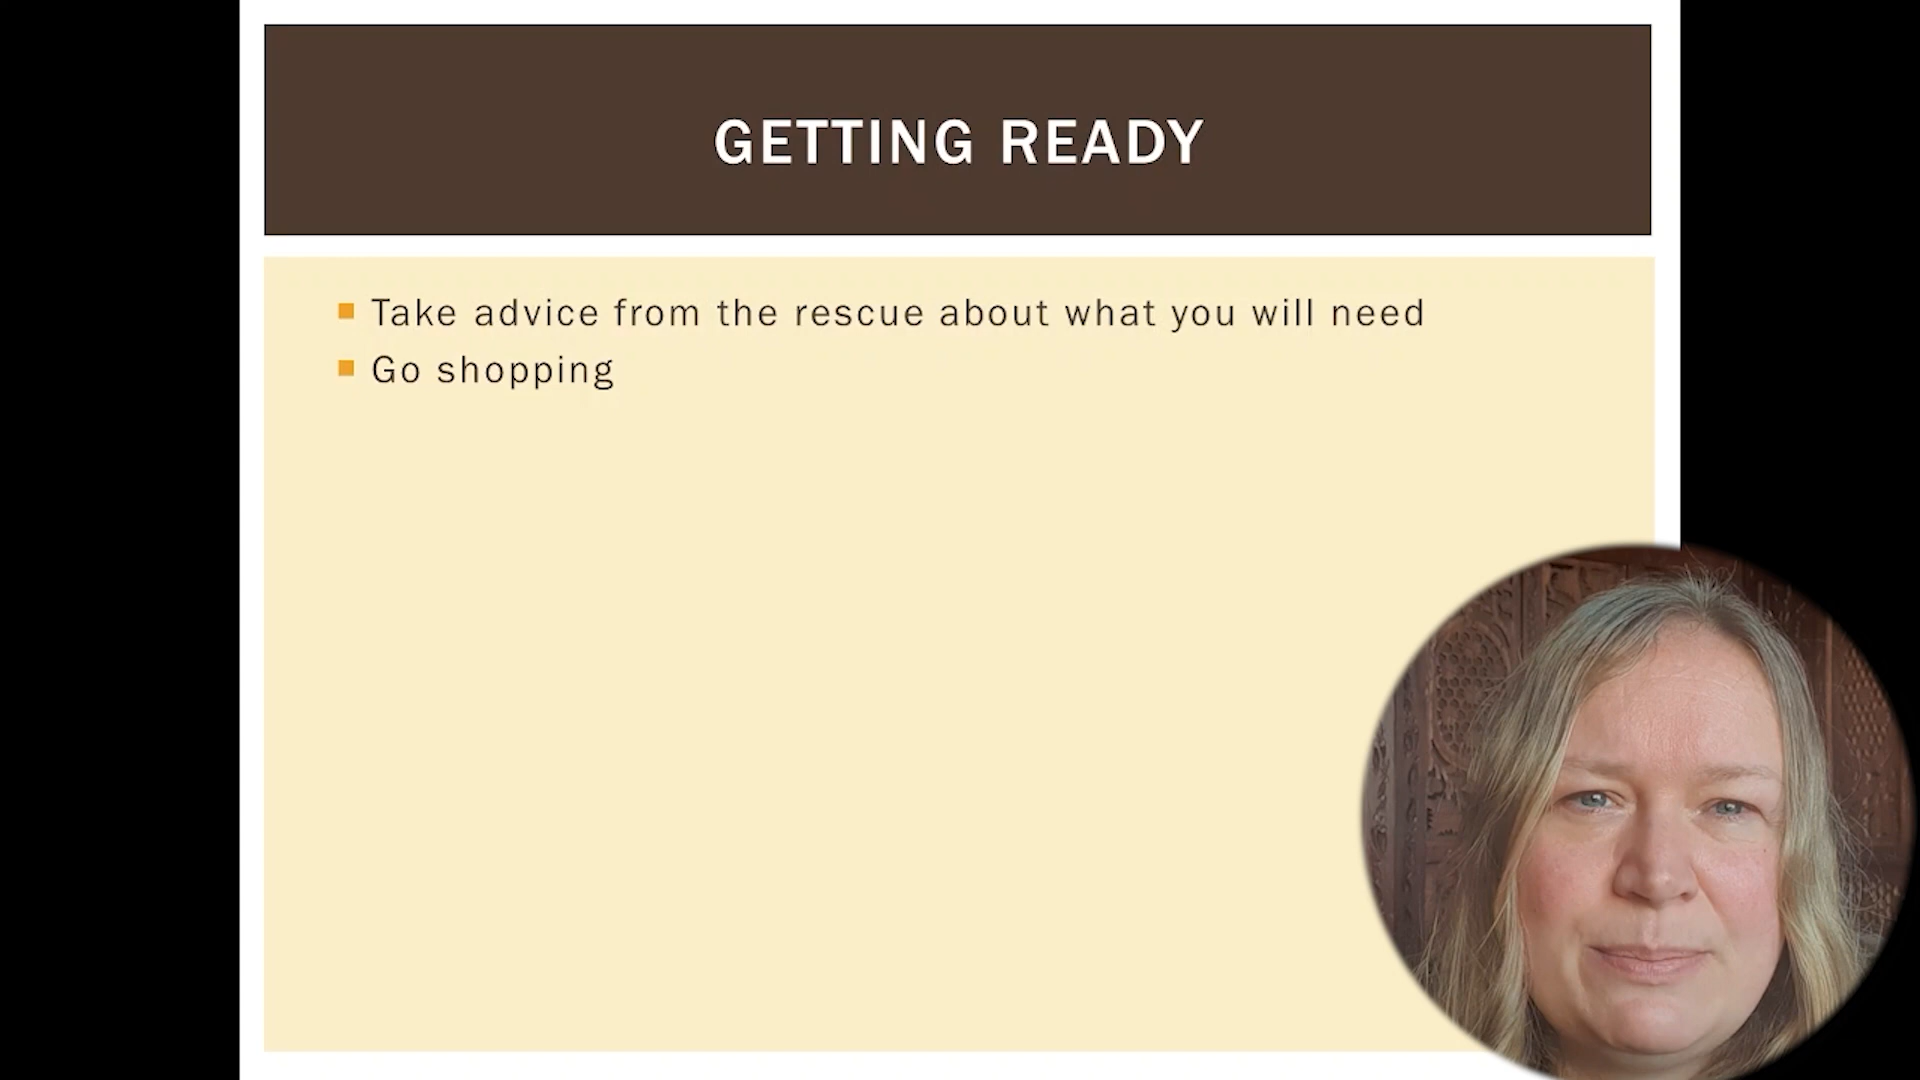 GETTING READY
Take advice from the rescue about what you will need
Go shopping